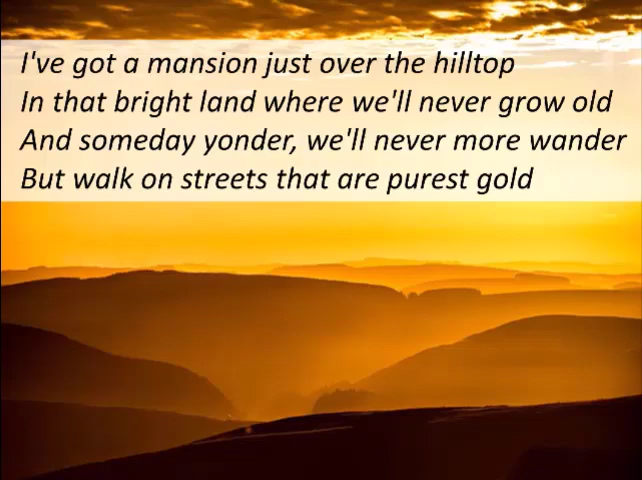 I've got a mansion just over the hilltop
In that bright land where we'll never grow old
And someday yonder, we'll never more wander
But walk on streets that are purest gold